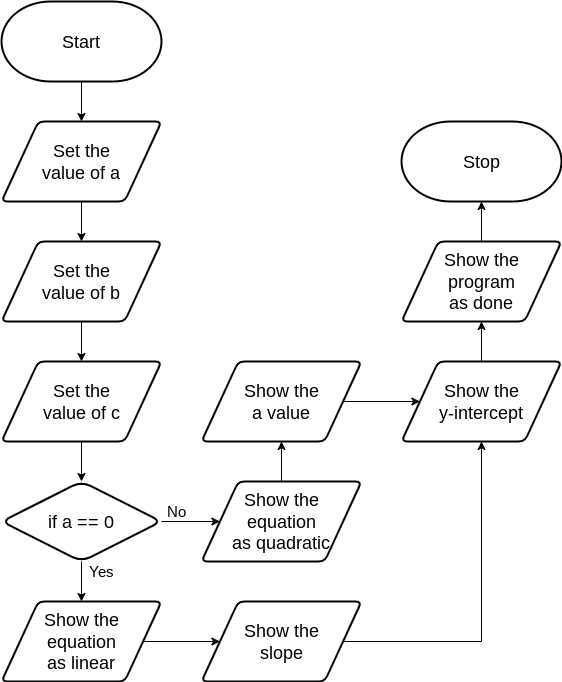 Start
Set the
value of a
Set the
value of b
Set the
value of c
if a == 0
No
Yes
Show the
equation
as quadratic
Show the
a value
Show the
equation
as linear
Show the
slope
Show the
y-intercept
Show the
program
as done
Stop